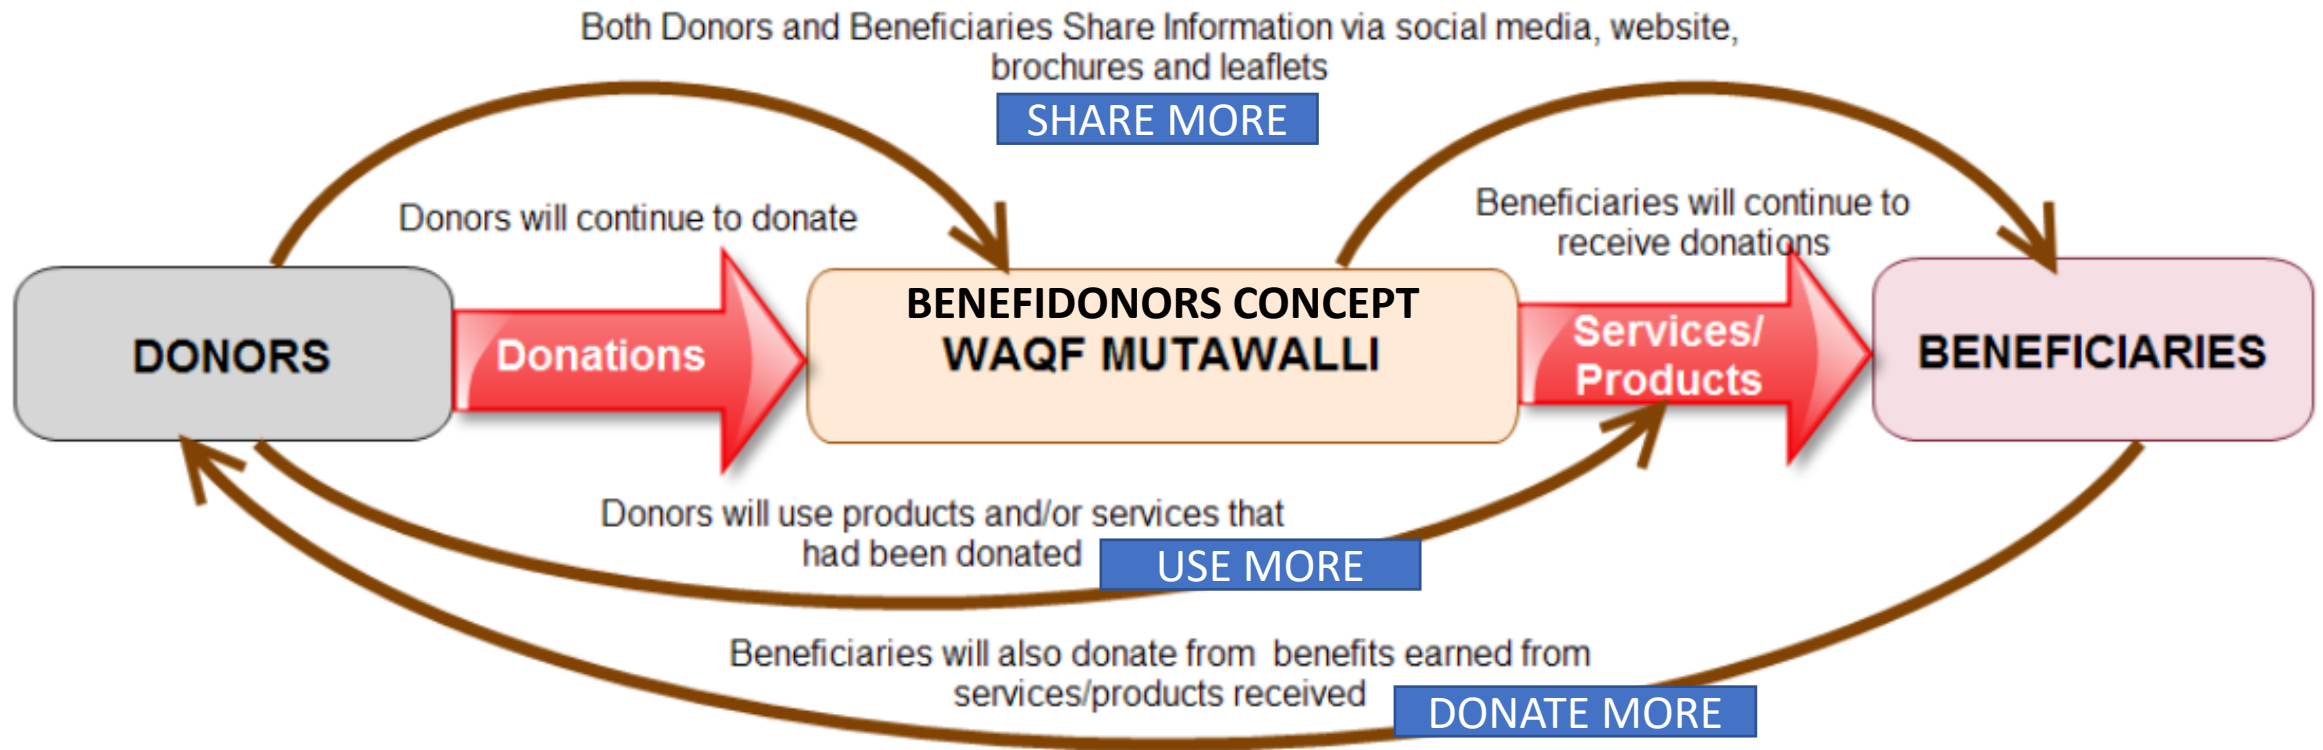 Both Donors and Beneficiaries Share Information via social media, website,
brochures and leaflets
SHARE MORE
Donors will continue to donate
Beneficiaries will continue to
receive donations
DONORS
Donations
BENEFIDONORS CONCEPT
WAQF MUTAWALLI
Services/
Products
BENEFICIARIES
Donors will use products and/or services that
had been donated
USE MORE
Beneficiaries will also donate from benefits earned from
services/products received
DONATE MORE